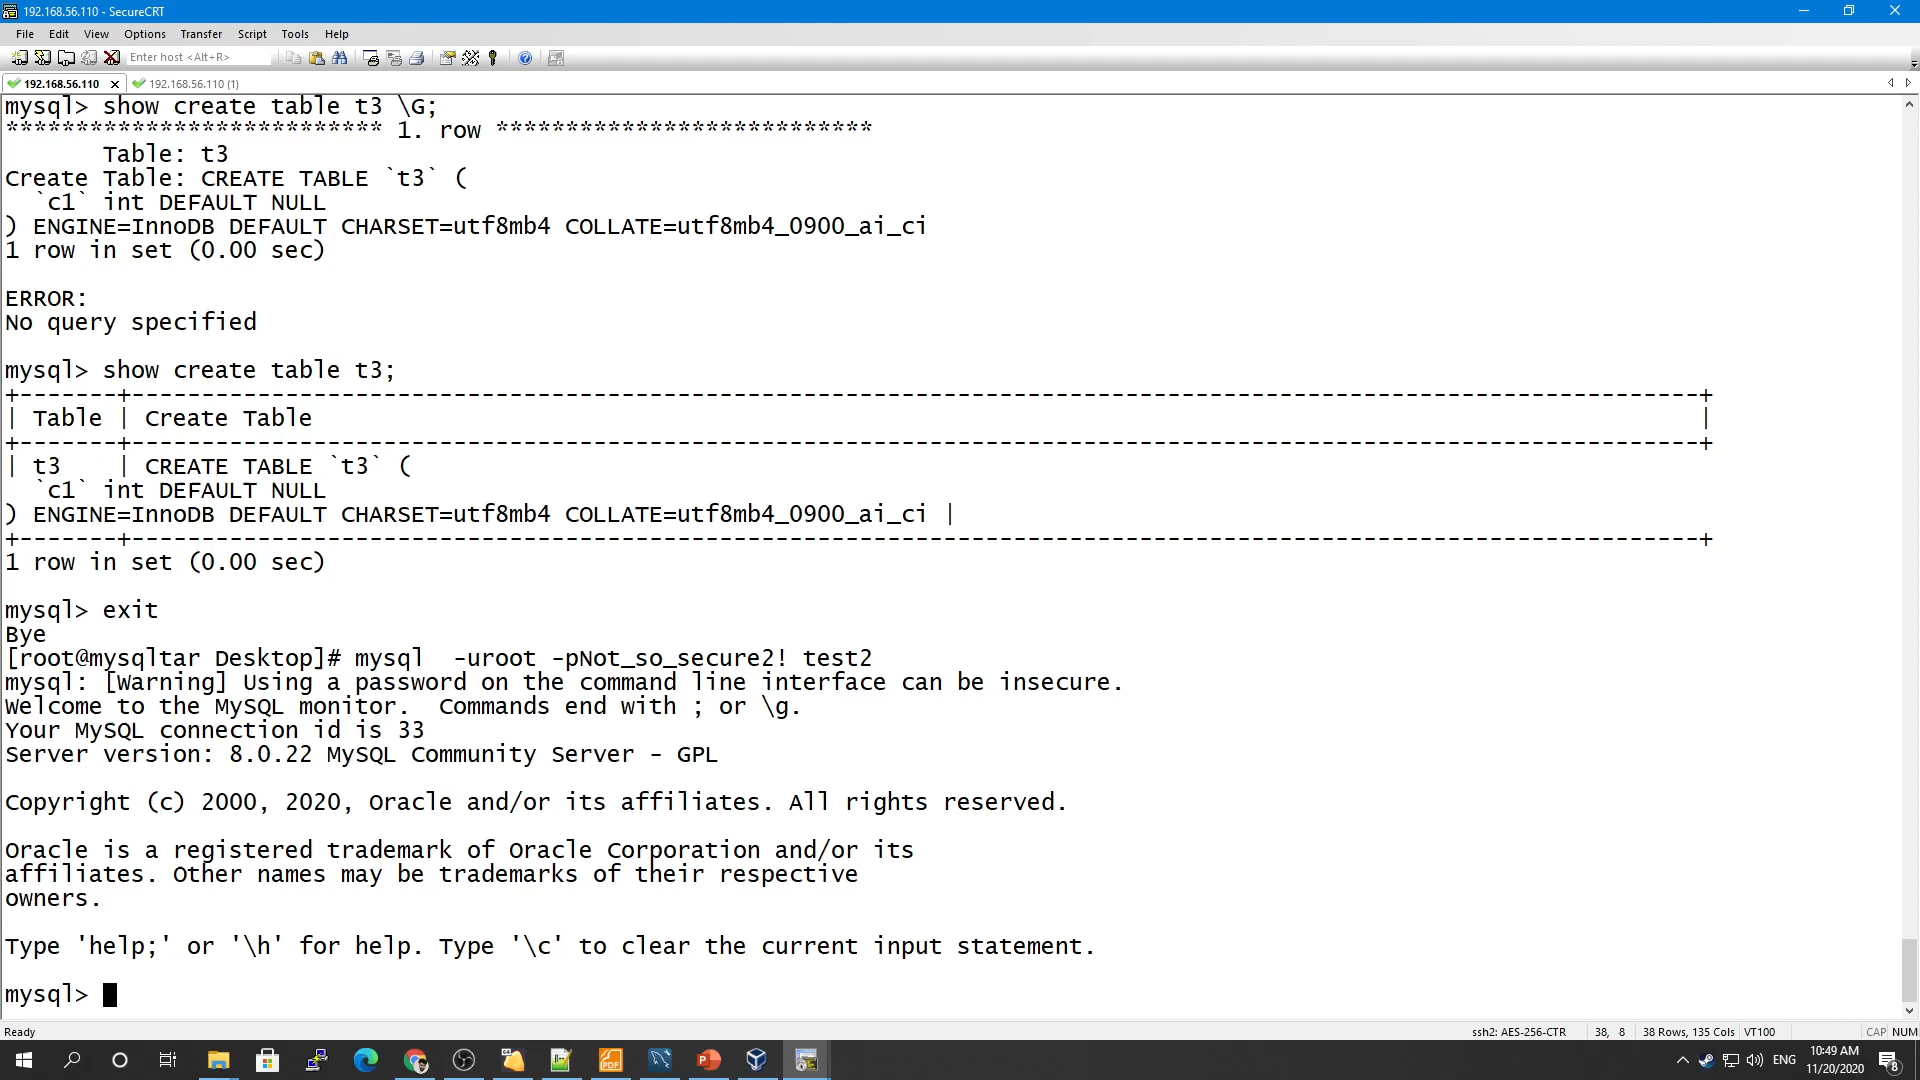 192.168.56.110 - SecureCRT
File Edit View Options Transfer Script Tools Help
Enter host <Alt+R>
192.168.56.110 192.168.56.110 (1)
mysql> show create table t3 \G;
*************************** 1. row ***************************
       Table: t3
Create Table: CREATE TABLE `t3` (
  `c1` int DEFAULT NULL
) ENGINE=InnoDB DEFAULT CHARSET=utf8mb4 COLLATE=utf8mb4_0900_ai_ci
1 row in set (0.00 sec)
ERROR:
No query specified
mysql> show create table t3;
+-------+-----------------------------------------------------------------------------------------------------------------+
| Table | Create Table                                                                                                    |
+-------+-----------------------------------------------------------------------------------------------------------------+
| t3    | CREATE TABLE `t3` (
  `c1` int DEFAULT NULL
) ENGINE=InnoDB DEFAULT CHARSET=utf8mb4 COLLATE=utf8mb4_0900_ai_ci |
+-------+-----------------------------------------------------------------------------------------------------------------+
1 row in set (0.00 sec)
mysql> exit
Bye
[root@mysqltar Desktop]# mysql  -uroot -pNot_so_secure2! test2
mysql: [Warning] Using a password on the command line interface can be insecure.
Welcome to the MySQL monitor.  Commands end with ; or \g.
Your MySQL connection id is 33
Server version: 8.0.22 MySQL Community Server - GPL
Copyright (c) 2000, 2020, Oracle and/or its affiliates. All rights reserved.
Oracle is a registered trademark of Oracle Corporation and/or its
affiliates. Other names may be trademarks of their respective
owners.
Type 'help;' or '\h' for help. Type '\c' to clear the current input statement.
mysql>
Ready ssh2: AES-256-CTR 38, 8 38 Rows, 135 Cols VT100 CAP NUM
PDF ENG 10:49 AM
11/20/2020 8